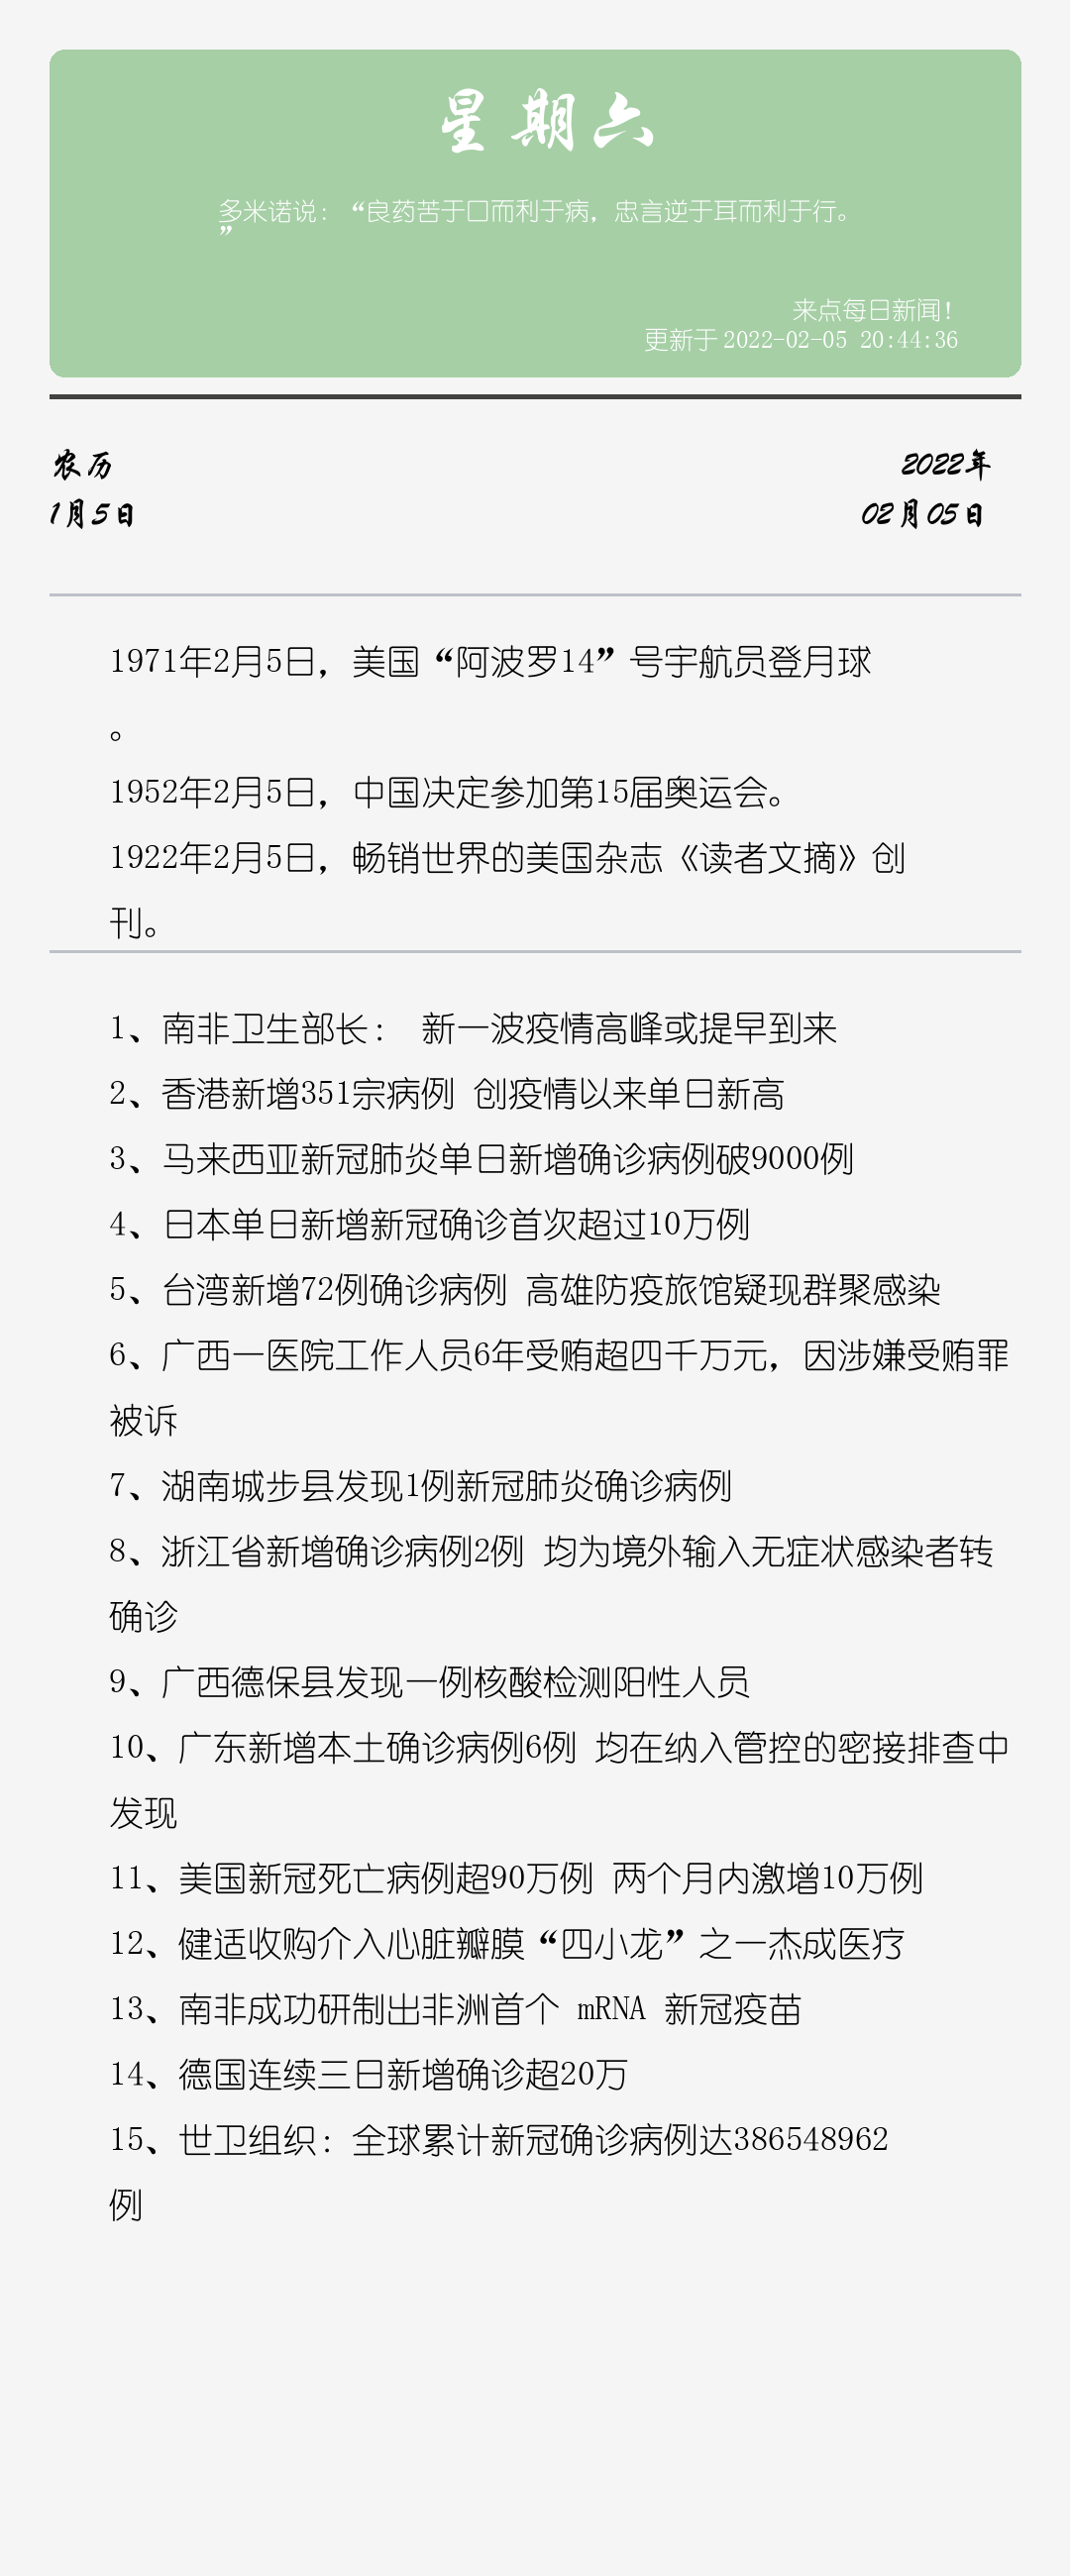 星期六
多米诺说：“良药苦于口而利于病，忠言逆于耳而利于行。
”
来点每日新闻！
更新于2022-02-05 20:44:36
农历
2022年
1月5日
02月05日
1971年2月5日，美国“阿波罗14”号宇航员登月球
。
1952年2月5日，中国决定参加第15届奥运会。
1922年2月5日，畅销世界的美国杂志《读者文摘》创
刊。
1、南非卫生部长： 新一波疫情高峰或提早到来
2、香港新增351宗病例 创疫情以来单日新高
3、马来西亚新冠肺炎单日新增确诊病例破9000例
4、日本单日新增新冠确诊首次超过10万例
5、台湾新增72例确诊病例 高雄防疫旅馆疑现群聚感染
6、广西一医院工作人员6年受贿超四千万元，因涉嫌受贿罪
被诉
7、湖南城步县发现1例新冠肺炎确诊病例
8、浙江省新增确诊病例2例 均为境外输入无症状感染者转
确诊
9、广西德保县发现一例核酸检测阳性人员
10、广东新增本土确诊病例6例 均在纳入管控的密接排查中
发现
11、美国新冠死亡病例超90万例 两个月内激增10万例
12、健适收购介入心脏瓣膜“四小龙”之一杰成医疗
13、南非成功研制出非洲首个 mRNA 新冠疫苗
14、德国连续三日新增确诊超20万
15、世卫组织：全球累计新冠确诊病例达386548962
例